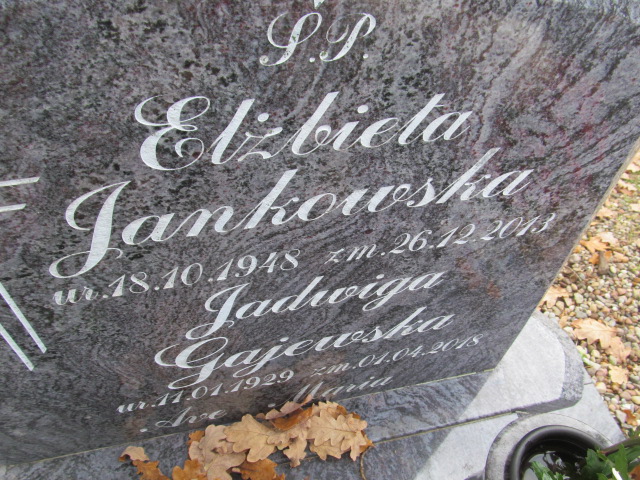 Ś.P.
Elżbieta
Jankowska
ur.18.10.1948 zm.26.12.2013
Jadwiga
Gajewska
ur.11.01.1929 zm.01.04.2018
Ave Maria